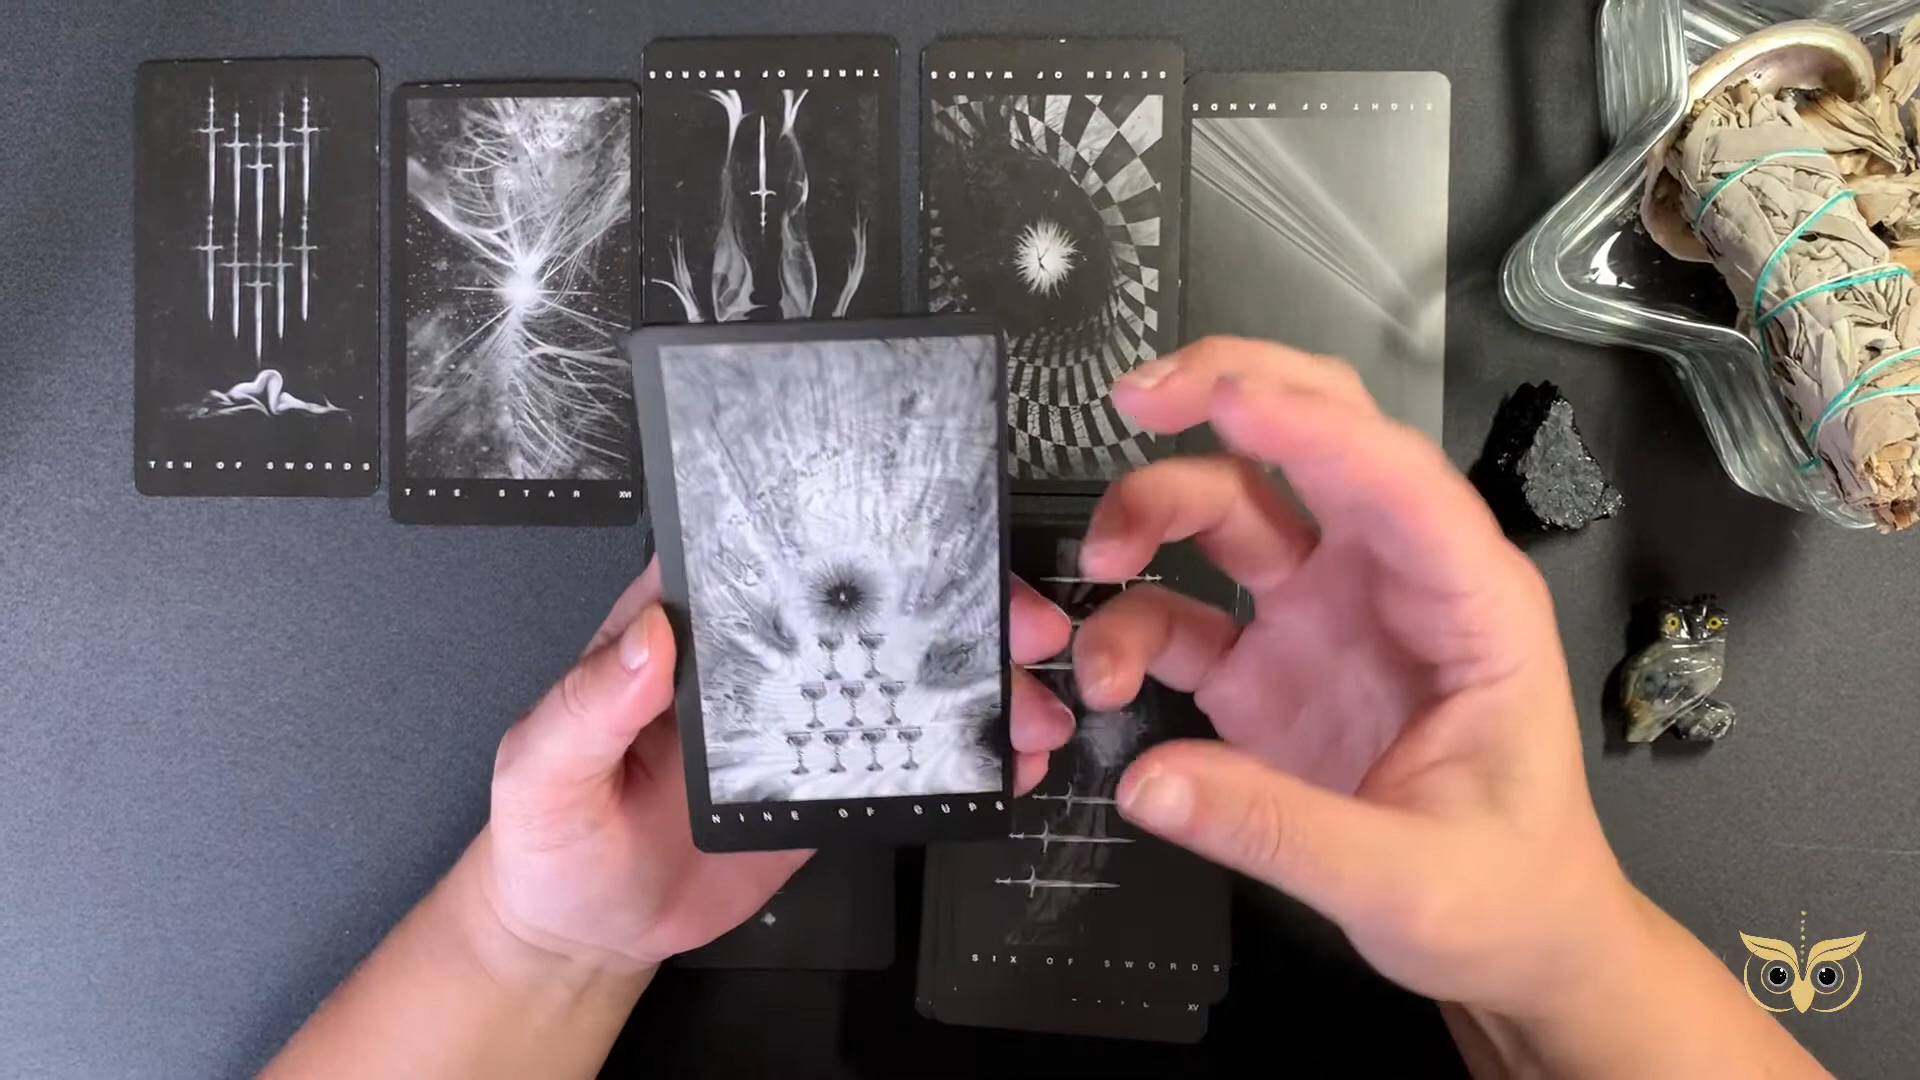 THREE OF SWORDS
SEVEN OF WANDS
EIGHT OF WANDS
TEN OF SWORDS
THE STAR XVI
NINE OF CUPS
SIX OF SWORDS
XV